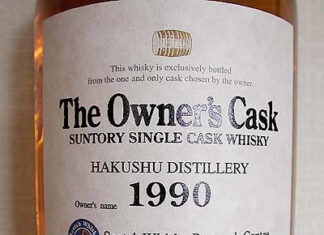 This whisky is exclusively bottled
from the one and only cask chosen by the owner.
The Owner's Cask
SUNTORY SINGLE CASK WHISKY
HAKUSHU DISTILLERY
Owner's name 1990